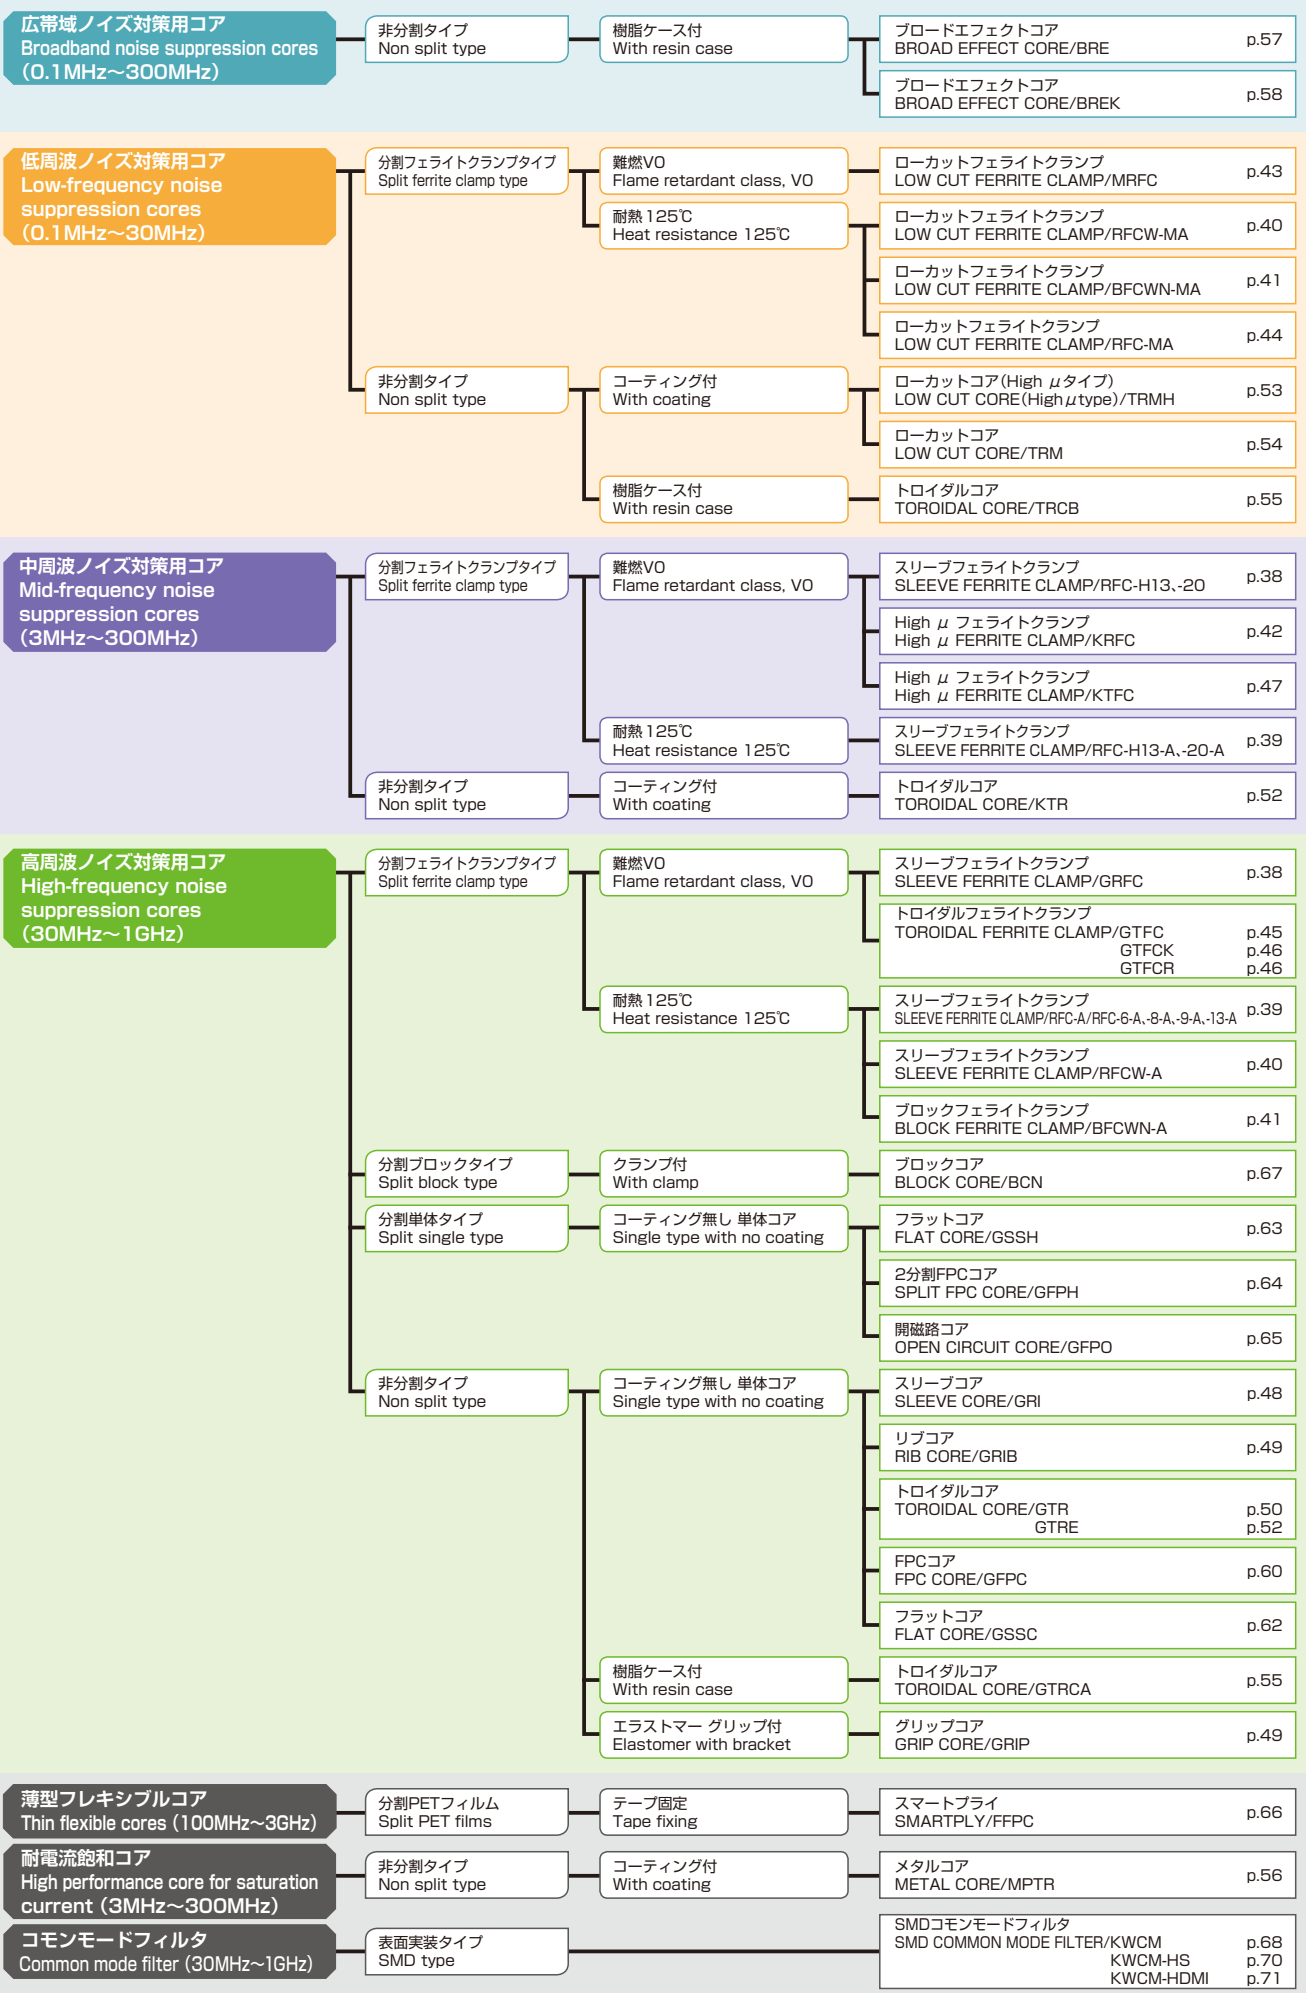 広帯域ノイズ対策用コア
Broadband noise suppression cores
（0.1MHz〜300MHz）
非分割タイプ
Non split type
樹脂ケース付
With resin case
ブロードエフェクトコア
BROAD EFFECT CORE/BRE p.57
ブロードエフェクトコア
BROAD EFFECT CORE/BREK p.58
低周波ノイズ対策用コア
Low-frequency noise
suppression cores
（0.1MHz〜30MHz）
分割フェライトクランプタイプ
Split ferrite clamp type
難燃V0
Flame retardant class, V0
ローカットフェライトクランプ
LOW CUT FERRITE CLAMP/MRFC p.43
耐熱125℃
Heat resistance 125℃
ローカットフェライトクランプ
LOW CUT FERRITE CLAMP/RFCW-MA p.40
ローカットフェライトクランプ
LOW CUT FERRITE CLAMP/BFCWN-MA p.41
ローカットフェライトクランプ
LOW CUT FERRITE CLAMP/RFC-MA p.44
非分割タイプ
Non split type
コーティング付
With coating
ローカットコア（High μタイプ）
LOW CUT CORE（Highμtype）/TRMH p.53
ローカットコア
LOW CUT CORE/TRM p.54
樹脂ケース付
With resin case
トロイダルコア
TOROIDAL CORE/TRCB p.55
中周波ノイズ対策用コア
Mid-frequency noise
suppression cores
（3MHz〜300MHz）
分割フェライトクランプタイプ
Split ferrite clamp type
難燃V0
Flame retardant class, V0
スリーブフェライトクランプ
SLEEVE FERRITE CLAMP/RFC-H13、-20 p.38
High μ フェライトクランプ
High μ FERRITE CLAMP/KRFC p.42
High μ フェライトクランプ
High μ FERRITE CLAMP/KTFC p.47
耐熱125℃
Heat resistance 125℃
スリーブフェライトクランプ
SLEEVE FERRITE CLAMP/RFC-H13-A、-20-A p.39
非分割タイプ
Non split type
コーティング付
With coating
トロイダルコア
TOROIDAL CORE/KTR p.52
高周波ノイズ対策用コア
High-frequency noise
suppression cores
（30MHz〜1GHz）
分割フェライトクランプタイプ
Split ferrite clamp type
難燃V0
Flame retardant class, V0
スリーブフェライトクランプ
SLEEVE FERRITE CLAMP/GRFC p.38
トロイダルフェライトクランプ
TOROIDAL FERRITE CLAMP/GTFC p.45
GTFCK p.46
GTFCR p.46
耐熱125℃
Heat resistance 125℃
スリーブフェライトクランプ
SLEEVE FERRITE CLAMP/RFC-A/RFC-6-A、-8-A、-9-A、-13-A p.39
スリーブフェライトクランプ
SLEEVE FERRITE CLAMP/RFCW-A p.40
ブロックフェライトクランプ
BLOCK FERRITE CLAMP/BFCWN-A p.41
分割ブロックタイプ
Split block type
クランプ付
With clamp
ブロックコア
BLOCK CORE/BCN p.67
分割単体タイプ
Split single type
コーティング無し 単体コア
Single type with no coating
フラットコア
FLAT CORE/GSSH p.63
2分割FPCコア
SPLIT FPC CORE/GFPH p.64
開磁路コア
OPEN CIRCUIT CORE/GFPO p.65
非分割タイプ
Non split type
コーティング無し 単体コア
Single type with no coating
スリーブコア
SLEEVE CORE/GRI p.48
リブコア
RIB CORE/GRIB p.49
トロイダルコア
TOROIDAL CORE/GTR p.50
GTRE p.52
FPCコア
FPC CORE/GFPC p.60
フラットコア
FLAT CORE/GSSC p.62
樹脂ケース付
With resin case
トロイダルコア
TOROIDAL CORE/GTRCA p.55
エラストマー グリップ付
Elastomer with bracket
グリップコア
GRIP CORE/GRIP p.49
薄型フレキシブルコア
Thin flexible cores（100MHz〜3GHz）
分割PETフィルム
Split PET films
テープ固定
Tape fixing
スマートプライ
SMARTPLY/FFPC p.66
耐電流飽和コア
High performance core for saturation
current（3MHz〜300MHz）
非分割タイプ
Non split type
コーティング付
With coating
メタルコア
METAL CORE/MPTR p.56
コモンモードフィルタ
Common mode filter（30MHz〜1GHz）
表面実装タイプ
SMD type
SMDコモンモードフィルタ
SMD COMMON MODE FILTER/KWCM p.68
KWCM-HS p.70
KWCM-HDMI p.71